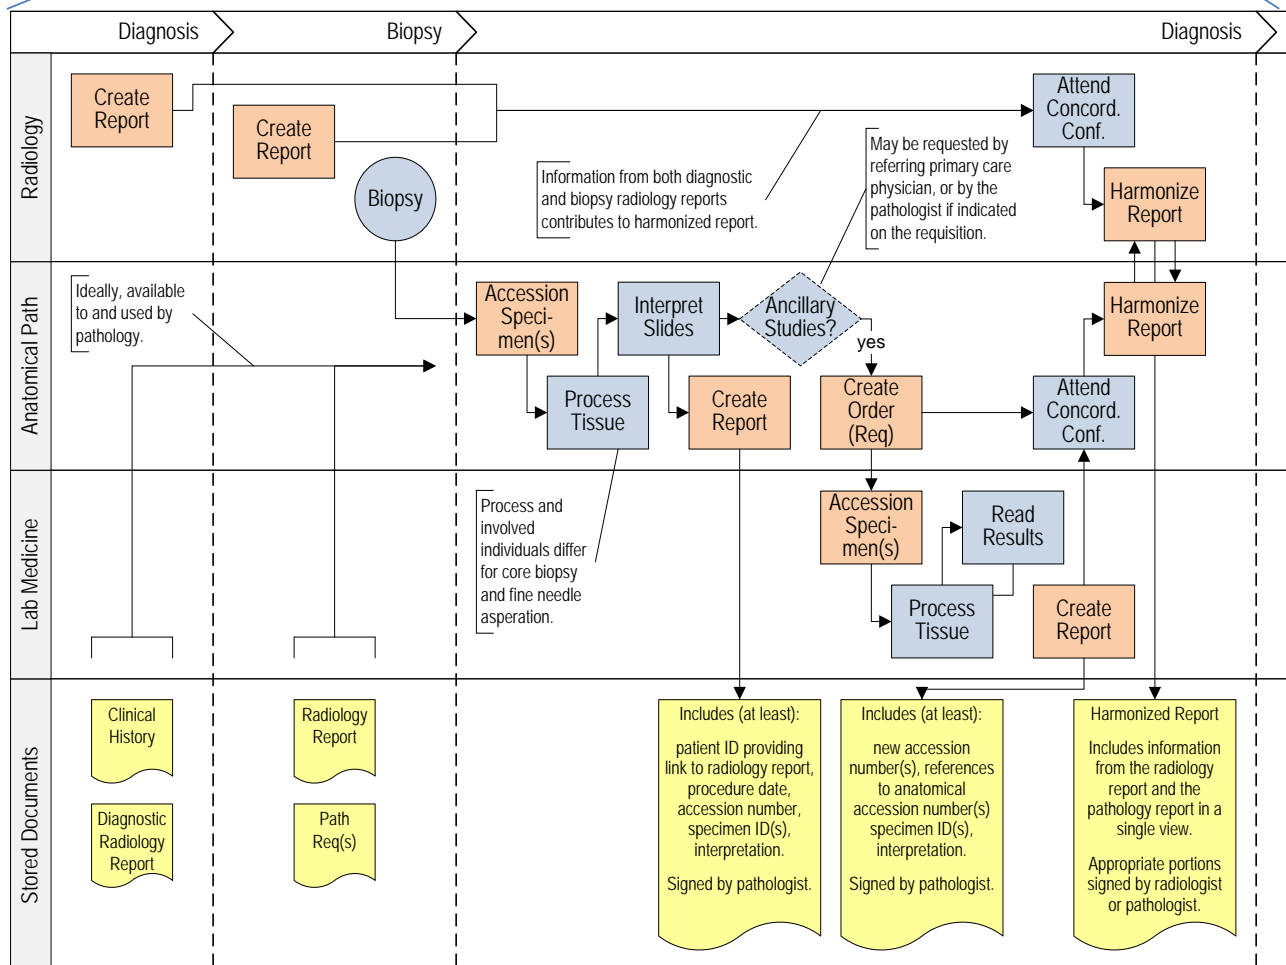 Diagnosis
Biopsy
Diagnosis
Radiology
Create
Report
Create
Report
Biopsy
Information from both diagnostic
and biopsy radiology reports
contributes to harmonized report.
May be requested by
referring primary care
physician, or by the
pathologist if indicated
on the requisition.
Attend
Concord.
Conf.
Harmonize
Report
Anatomical Path
Ideally, available
to and used by
pathology.
Accession
Speci-
men(s)
Process
Tissue
Interpret
Slides
Create
Report
Ancillary
Studies?
yes
Create
Order
(Req)
Attend
Concord.
Conf.
Harmonize
Report
Lab Medicine
Process and
involved
individuals differ
for core biopsy
and fine needle
asperation.
Accession
Speci-
men(s)
Process
Tissue
Read
Results
Create
Report
Stored Documents
Clinical
History
Diagnostic
Radiology
Report
Radiology
Report
Path
Req(s)
Includes (at least):
patient ID providing
link to radiology report,
procedure date,
accession number,
specimen ID(s),
interpretation.
Signed by pathologist.
Includes (at least):
new accession
number(s), references
to anatomical
accession number(s)
specimen ID(s),
interpretation.
Signed by pathologist.
Harmonized Report
Includes information
from the radiology
report and the
pathology report in a
single view.
Appropriate portions
signed by radiologist
or pathologist.